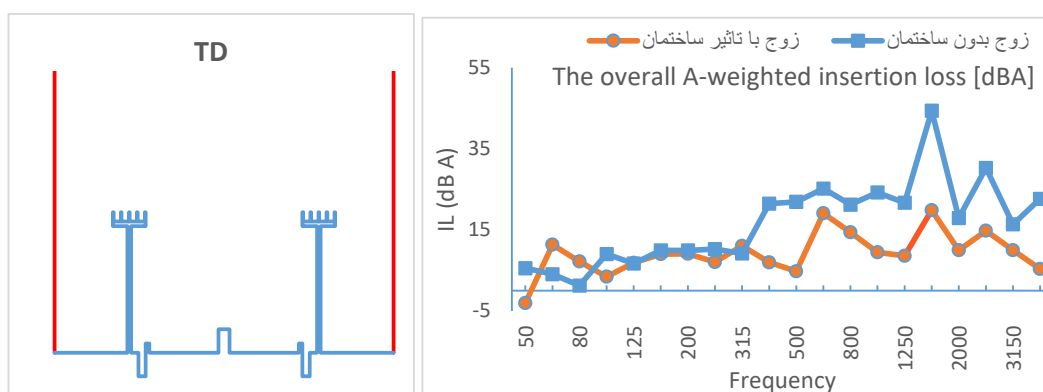 TD
زوج با تاثیر ساختمان
زوج بدون ساختمان
The overall A-weighted insertion loss [dBA]
IL (dB A)
55
35
15
-5
50
80
125
200
315
500
800
1250
2000
3150
Frequency